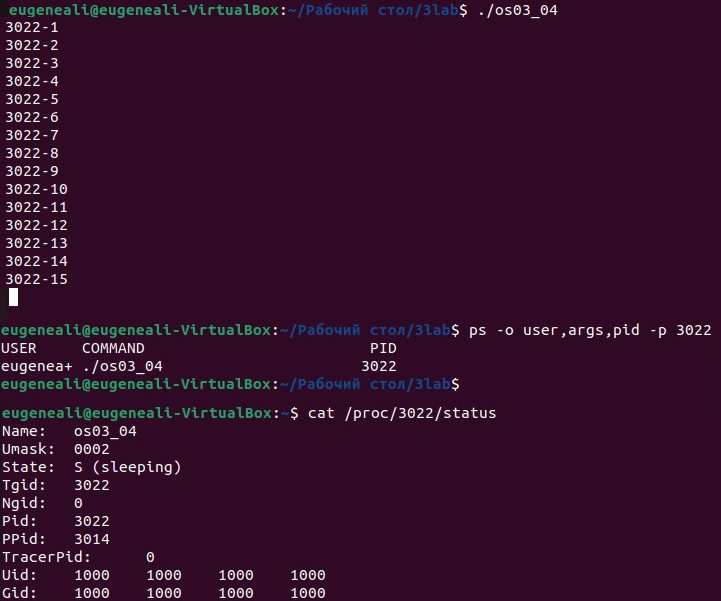 eugeneali@eugeneali-VirtualBox:~/Рабочий стол/3lab$ ./os03_04
3022-1
3022-2
3022-3
3022-4
3022-5
3022-6
3022-7
3022-8
3022-9
3022-10
3022-11
3022-12
3022-13
3022-14
3022-15
eugeneali@eugeneali-VirtualBox:~/Рабочий стол/3lab$ ps -o user,args,pid -p 3022
USER     COMMAND                         PID
eugenea+ ./os03_04                      3022
eugeneali@eugeneali-VirtualBox:~/Рабочий стол/3lab$
eugeneali@eugeneali-VirtualBox:~$ cat /proc/3022/status
Name:   os03_04
Umask:  0002
State:  S (sleeping)
Tgid:   3022
Ngid:   0
Pid:    3022
PPid:   3014
TracerPid:      0
Uid:    1000    1000    1000    1000
Gid:    1000    1000    1000    1000